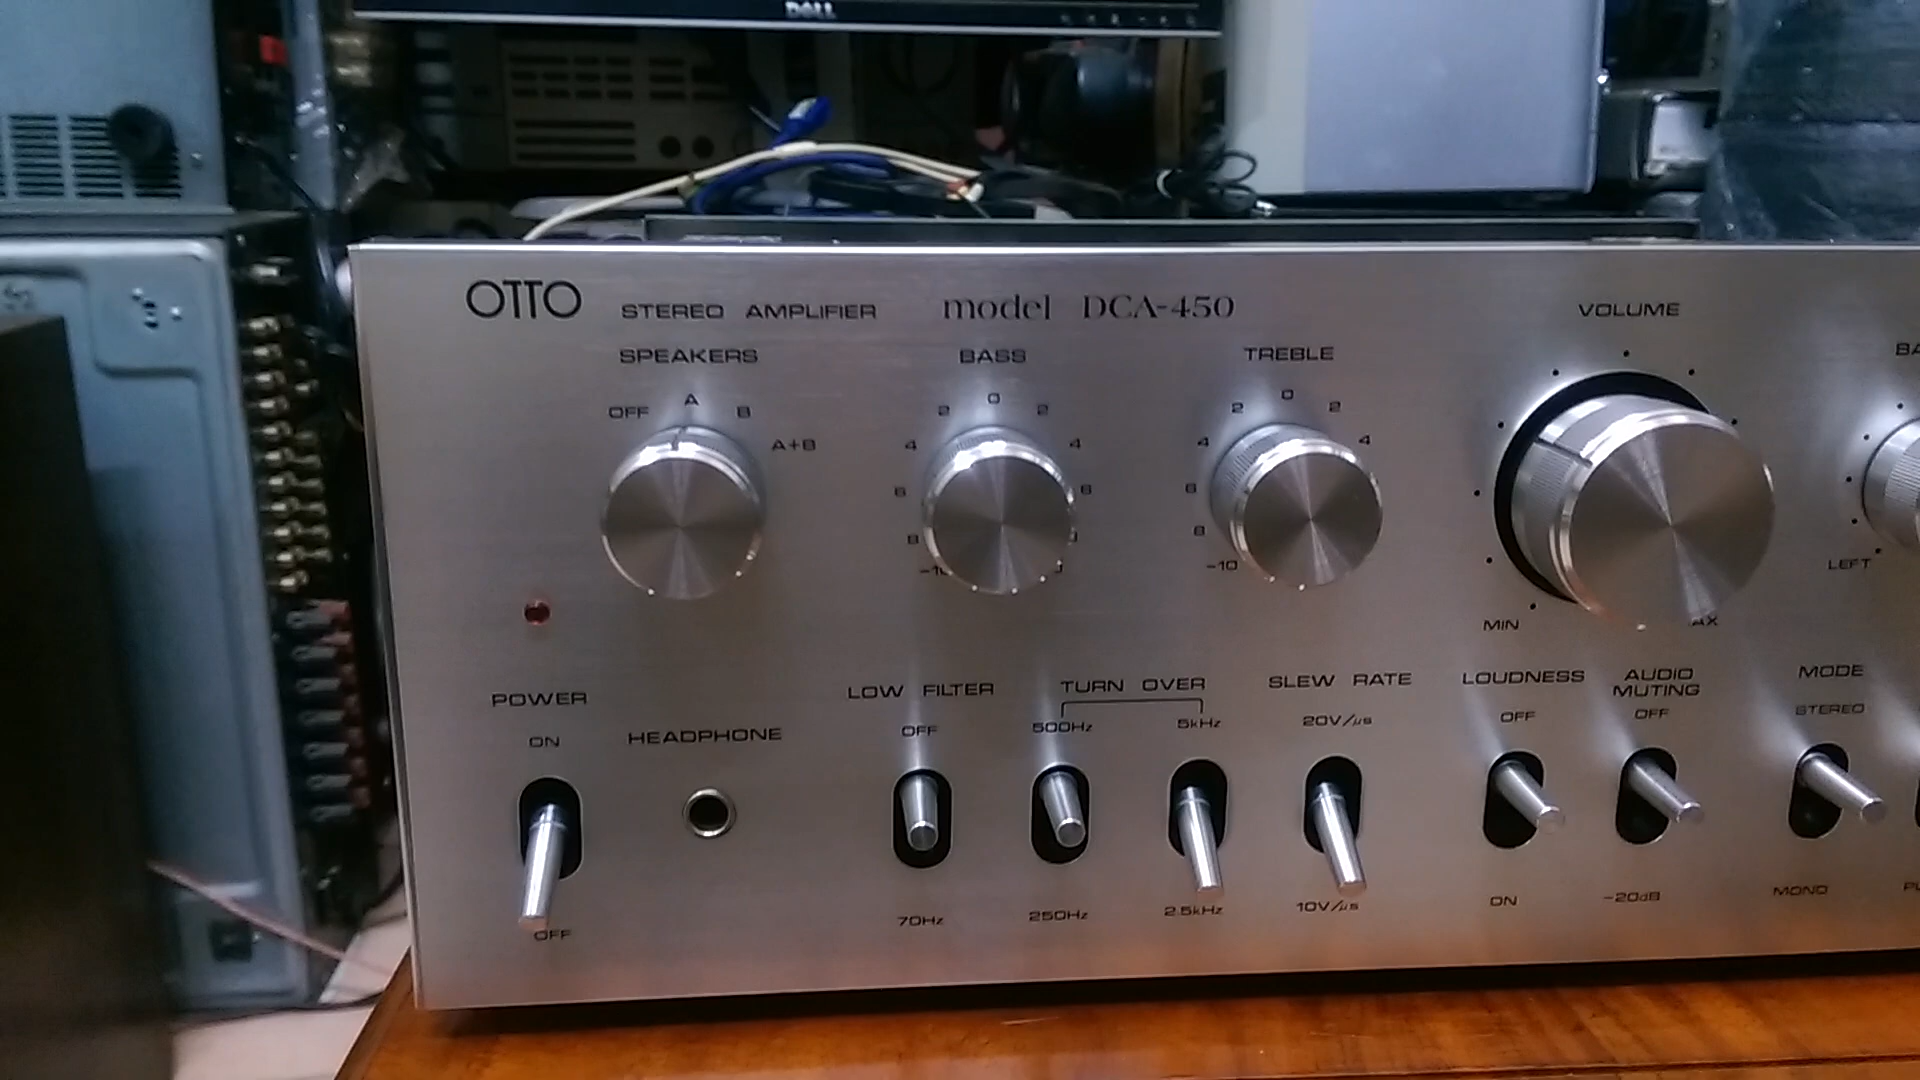 DELL
OTTO STEREO AMPLIFIER model DCA-450
VOLUME
SPEAKERS
OFF A B A+B
BASS
8 6 4 2 0 2 4 6
TREBLE
-10 8 6 4 2 0 2 4
MIN
LEFT
POWER
ON
OFF
HEADPHONE
LOW FILTER
OFF
70Hz
TURN OVER
500Hz 5kHz
250Hz 2.5kHz
SLEW RATE
20V/µs
10V/µs
LOUDNESS
OFF
ON
AUDIO
MUTING
OFF
-20dB
MODE
STEREO
MONO